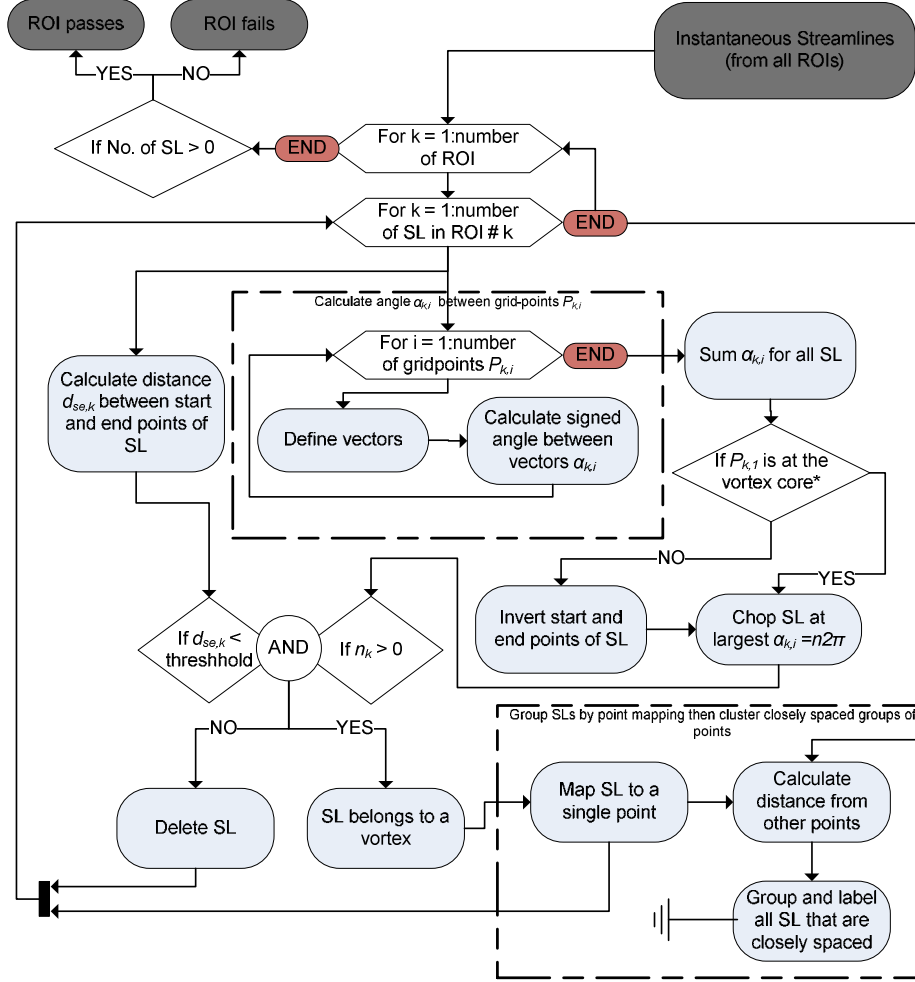 ROI passes
ROI fails
Instantaneous Streamlines
(from all ROIs)
YES
NO
If No. of SL > 0
END
For k = 1:number
of ROI
For k = 1:number
of SL in ROI # k
END
Calculate angle αk,i between grid-points Pk,i
For i = 1:number
of gridpoints Pk,i
END
Sum αk,i for all SL
Calculate distance
dse,k between start
and end points of
SL
Define vectors
Calculate signed
angle between
vectors αk,i
If Pk,1 is at the
vortex core*
NO
YES
Invert start and
end points of SL
Chop SL at
largest αk,i =n2π
If dse,k <
threshhold
AND
If nk > 0
NO
YES
Group SLs by point mapping then cluster closely spaced groups of
points
Delete SL
SL belongs to a
vortex
Map SL to a
single point
Calculate
distance from
other points
Group and label
all SL that are
closely spaced